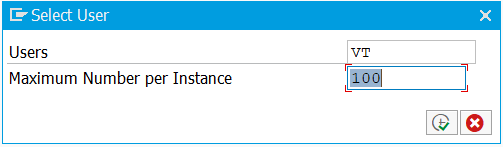 Select User
Users VT
Maximum Number per Instance 100